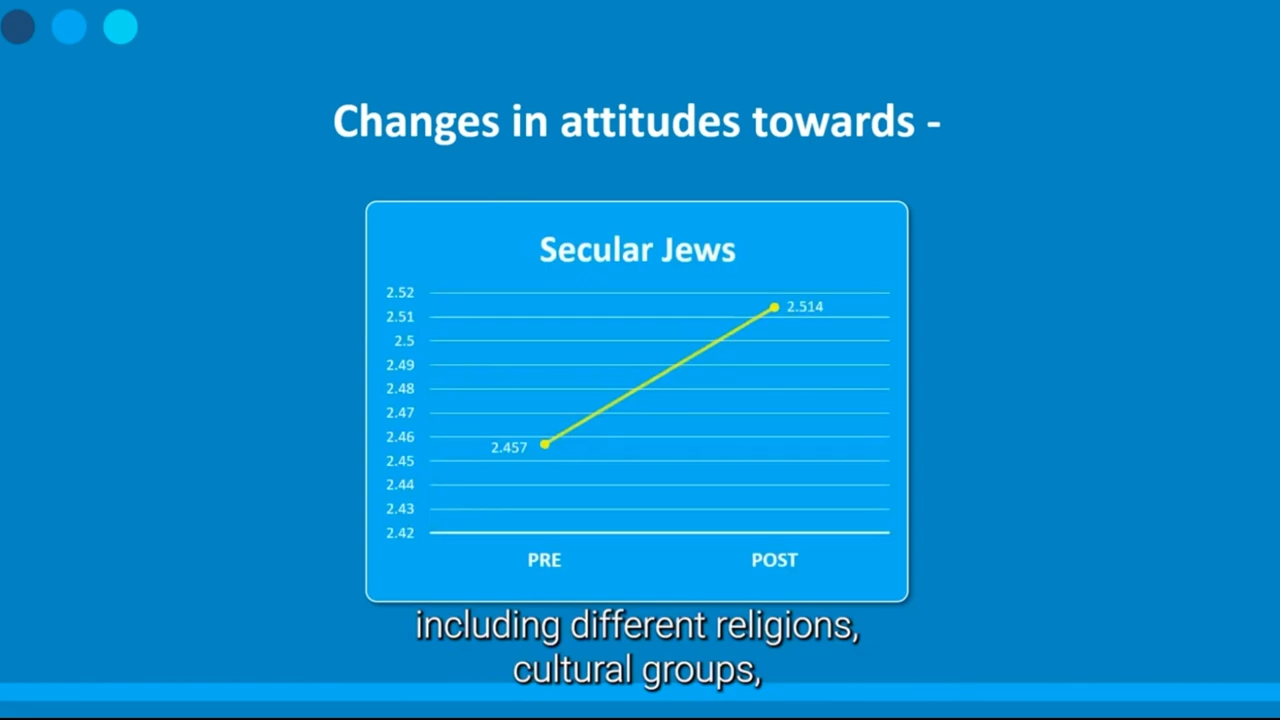 Changes in attitudes towards -
Secular Jews
2.52
2.51
2.5
2.49
2.48
2.47
2.46
2.45
2.44
2.43
2.42
2.457
2.514
PRE
POST
including different religions,
cultural groups,